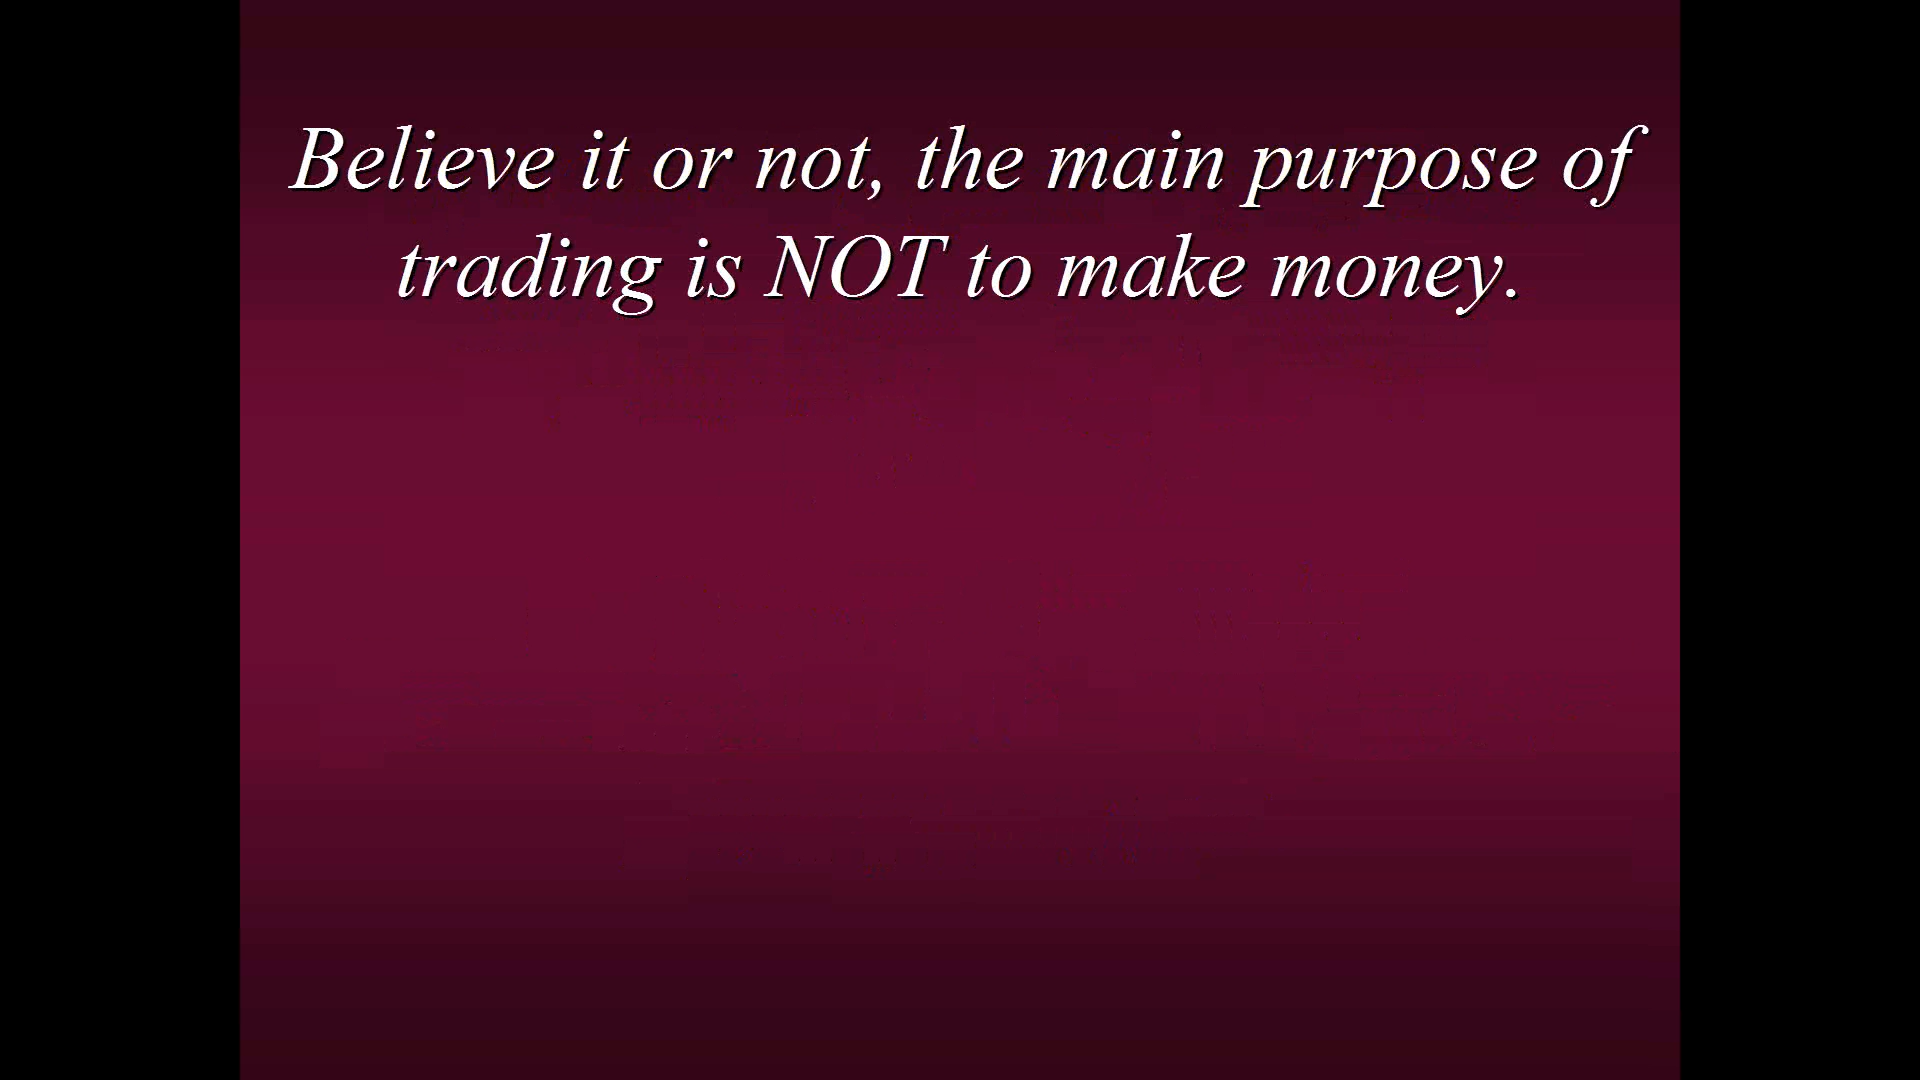 Believe it or not, the main purpose of
trading is NOT to make money.